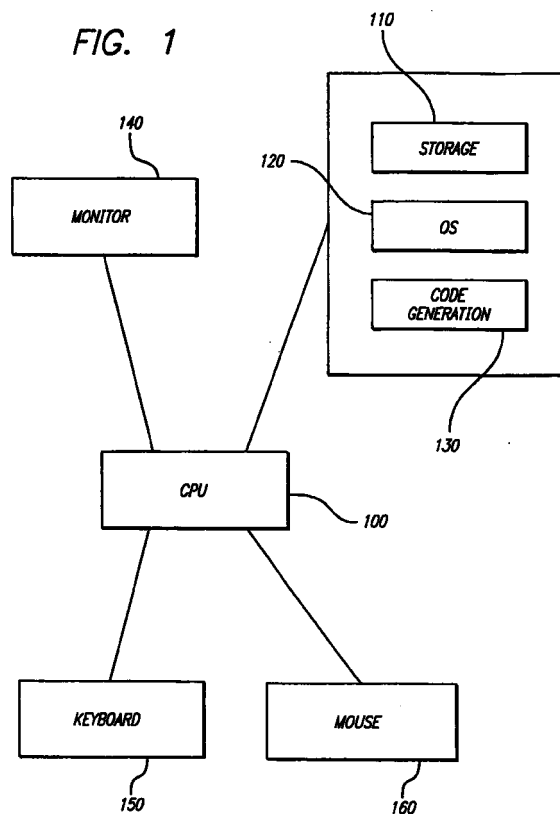 FIG. 1
110
STORAGE
140
MONITOR
120
OS
CODE
GENERATION
130
CPU
100
KEYBOARD
150
MOUSE
160